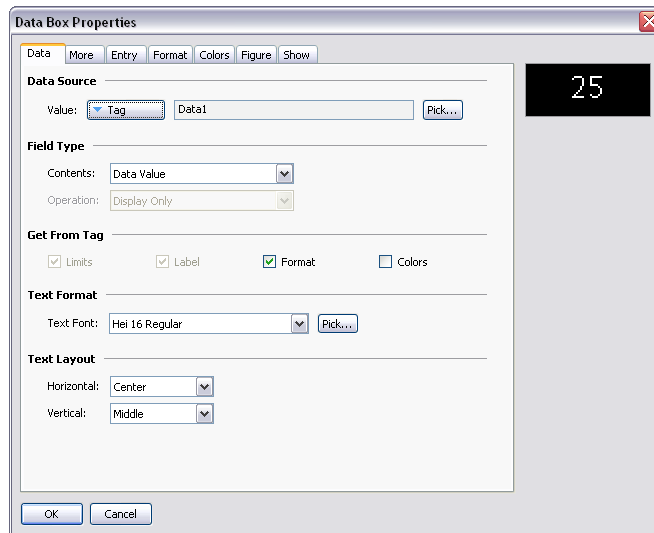 Data Box Properties
Data More Entry Format Colors Figure Show
Data Source
25
Value: Tag Data1 Pick...
Field Type
Contents: Data Value
Operation: Display Only
Get From Tag
Limits Label Format Colors
Text Format
Text Font: Hei 16 Regular Pick...
Text Layout
Horizontal: Center
Vertical: Middle
OK Cancel